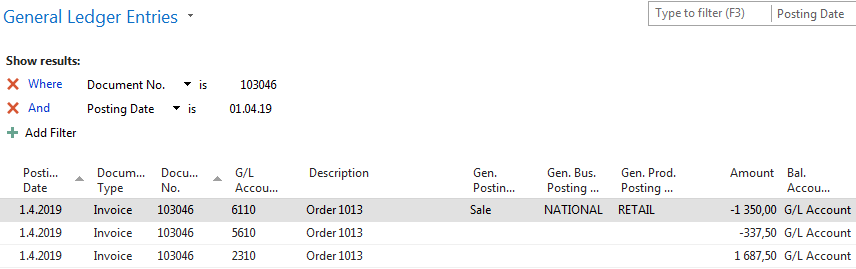 General Ledger Entries
Type to filter (F3) Posting Date
Show results:
Where Document No. is 103046
And Posting Date is 01.04.19
Add Filter
Posti... Docum... Docu... G/L Description Gen. Gen. Bus. Gen. Prod. Amount Bal.
Date Type No. Accou... Postin... Posting ... Posting ... Accou...
1.4.2019 Invoice 103046 6110 Order 1013 Sale NATIONAL RETAIL -1 350,00 G/L Account
1.4.2019 Invoice 103046 5610 Order 1013 -337,50 G/L Account
1.4.2019 Invoice 103046 2310 Order 1013 1 687,50 G/L Account